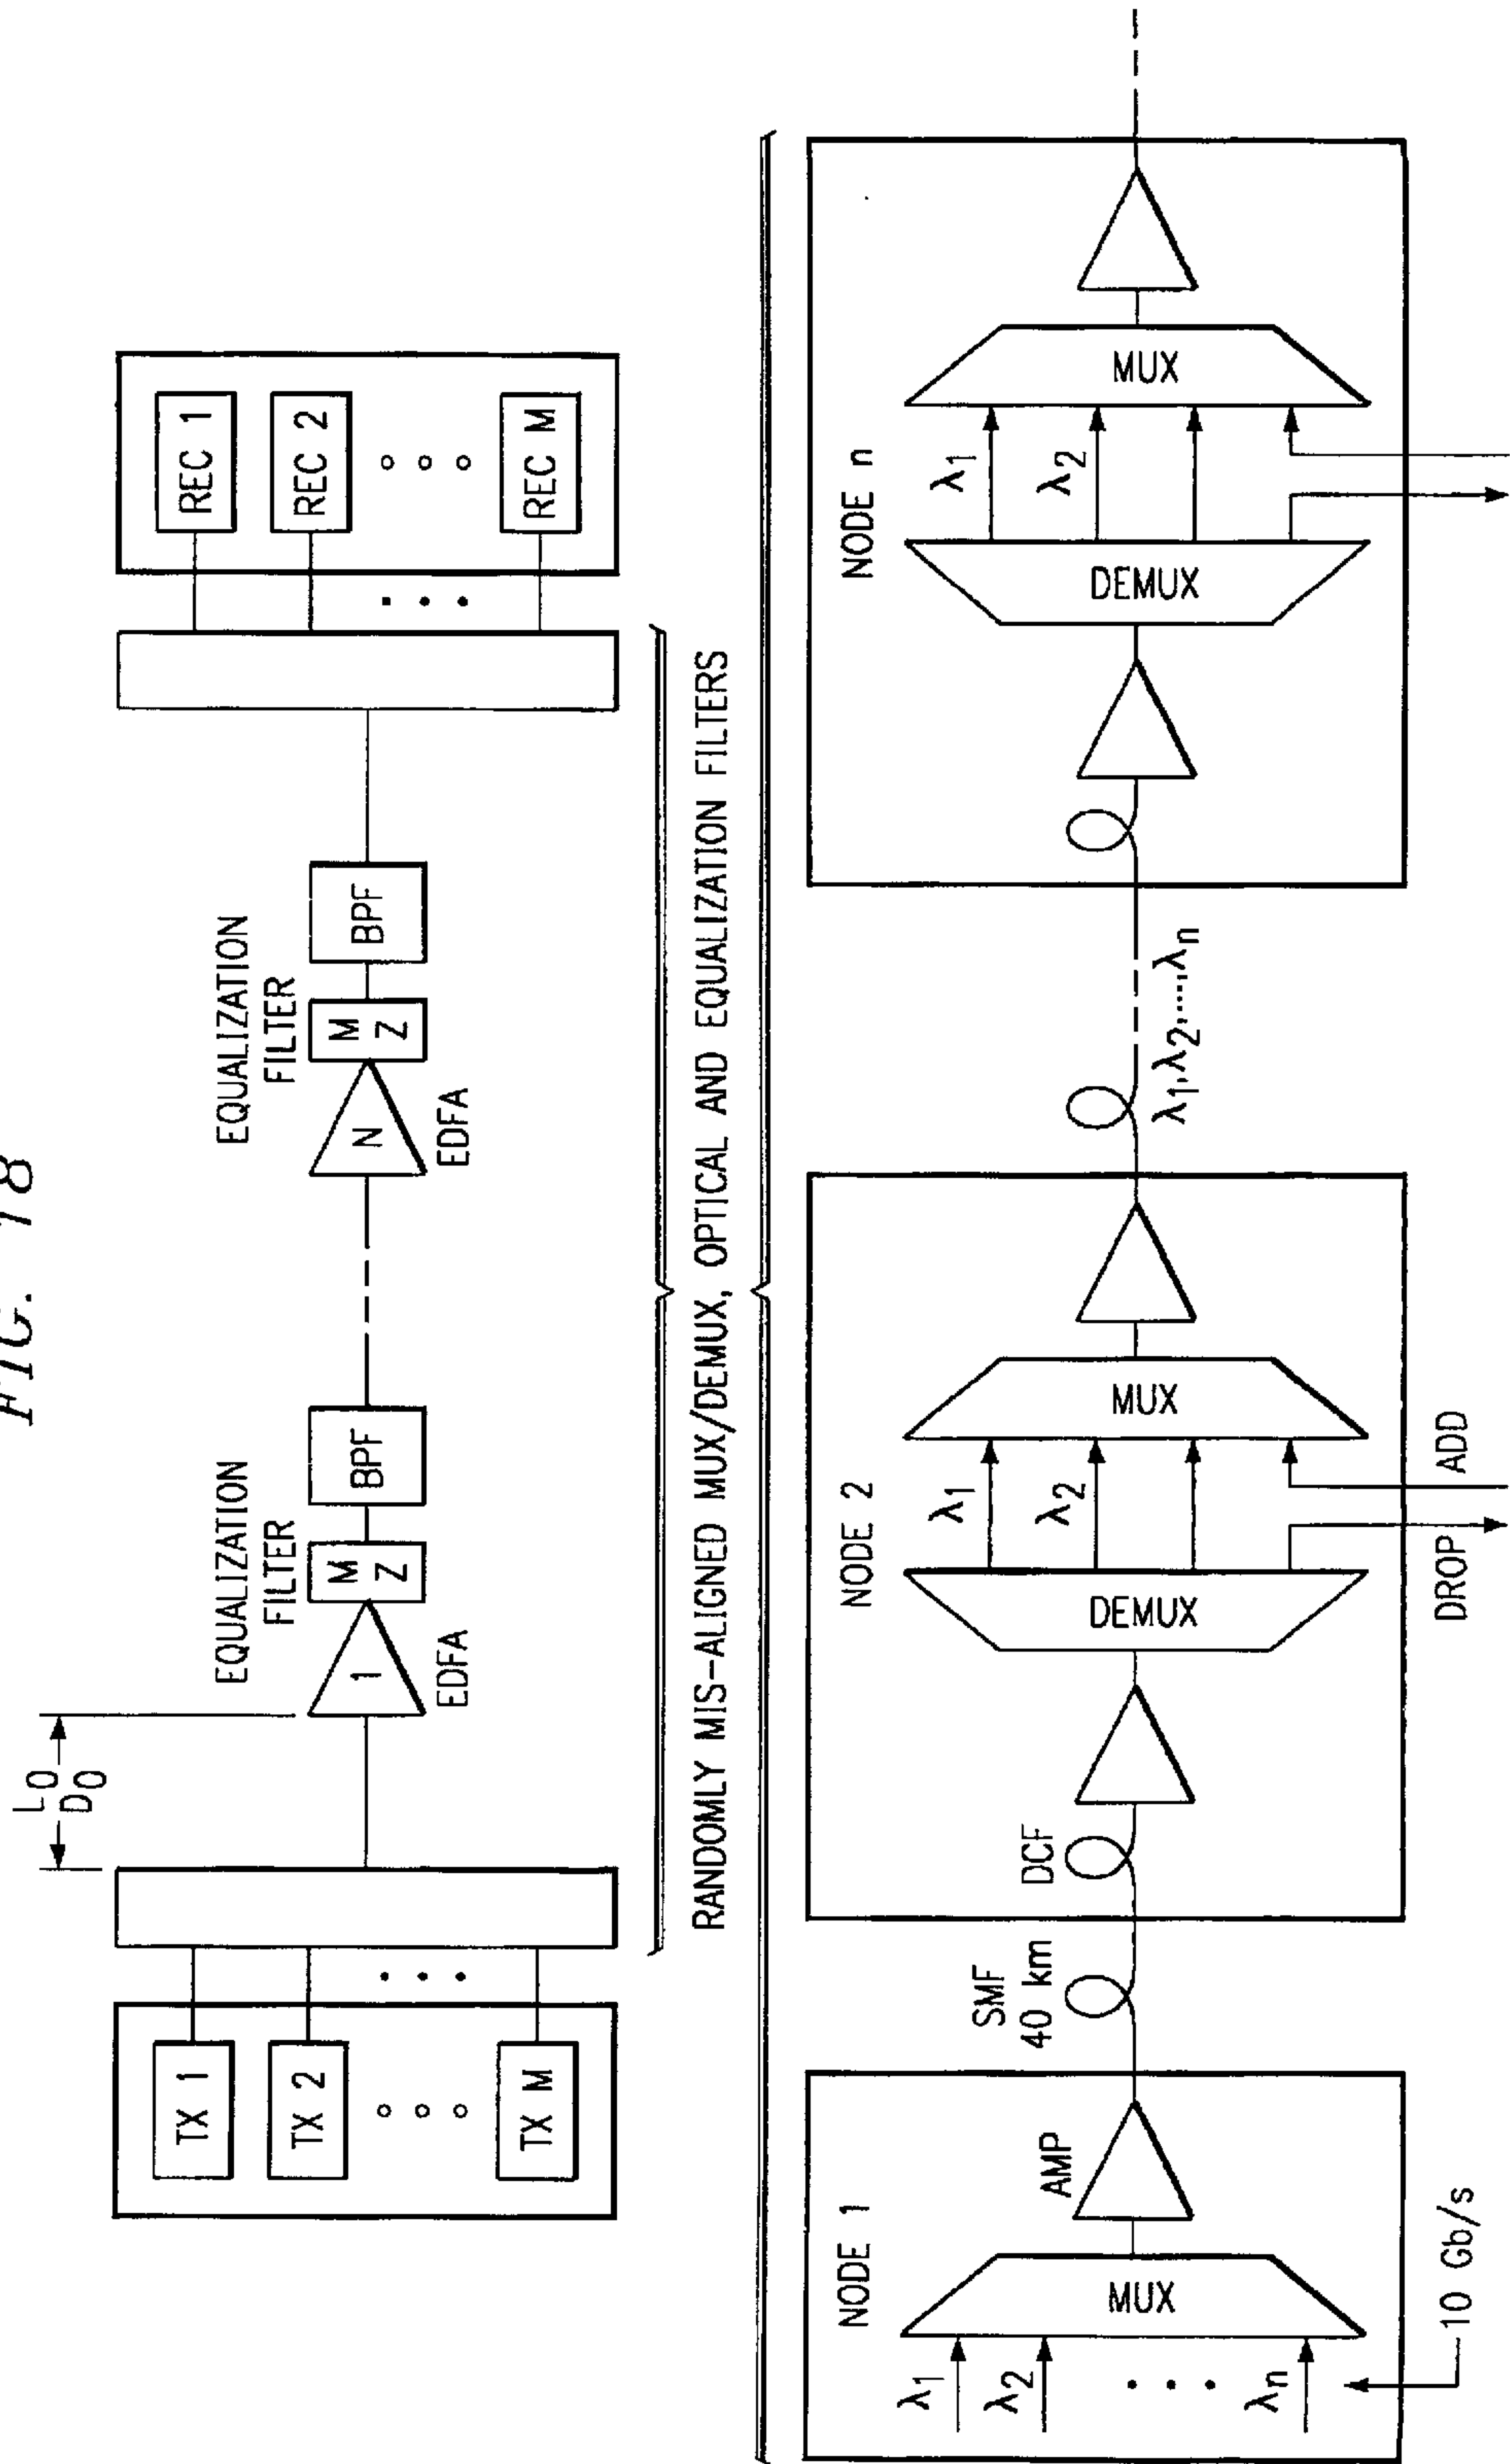 FIG. 18
L0
D0
TX 1
TX 2
TX M
EQUALIZATION
FILTER
1
M
Z
BPF
EDFA
EQUALIZATION
FILTER
N
M
Z
BPF
EDFA
REC 1
REC 2
REC M
RANDOMLY MIS-ALIGNED MUX/DEMUX, OPTICAL AND EQUALIZATION FILTERS
NODE 1
λ1
λ2
λn
MUX
AMP
10 Gb/s
SMF
40 km
NODE 2
DCF
DEMUX
λ1
λ2
MUX
DROP
ADD
λ1,λ2,...,λn
NODE n
DEMUX
λ1
λ2
MUX